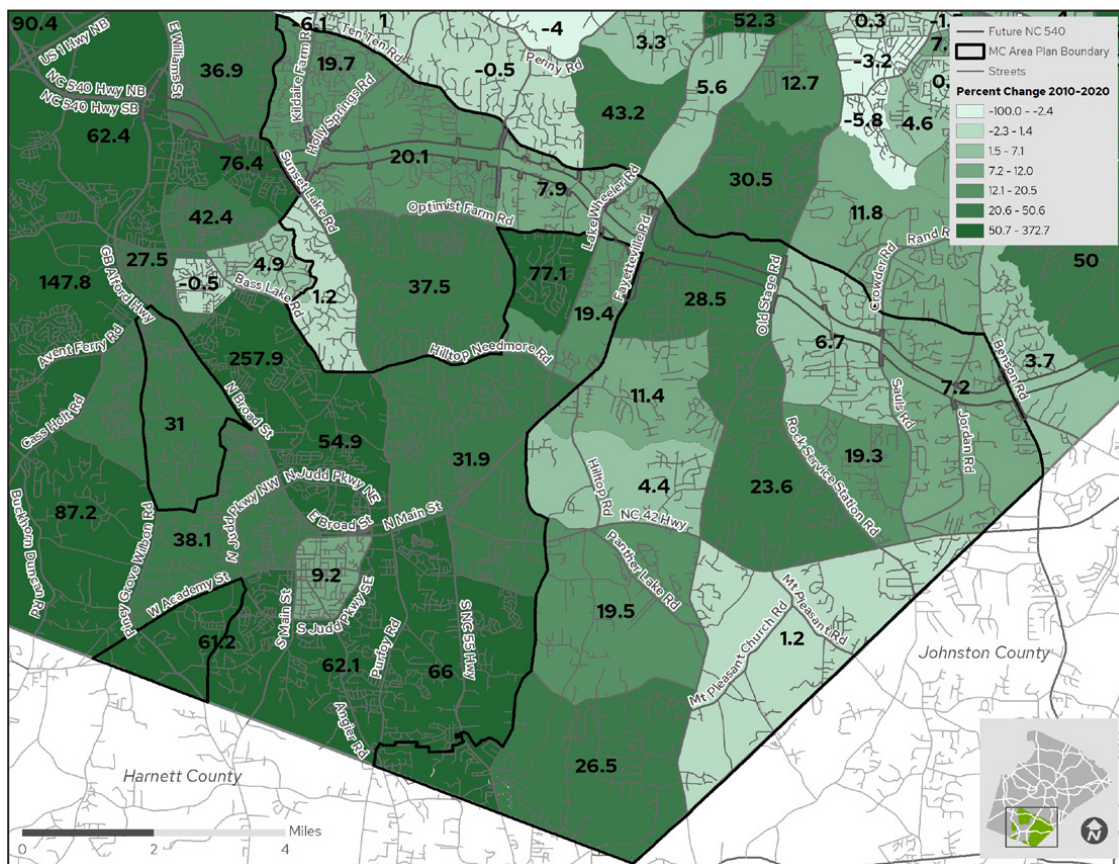 90.4
US 1 Hwy NB
E Williams St
36.9
-6.1
1
Ten Ten Rd
19.7
Kildaire Farm Rd
Holly Springs Rd
-4
Penny Rd
-0.5
3.3
52.3
5.6
12.7
0.3
-3.2
-5.8
4.6
Future NC 540
MC Area Plan Boundary
Streets
Percent Change 2010-2020
-100.0 - -2.4
-2.3 - 1.4
1.5 - 7.1
7.2 - 12.0
12.1 - 20.5
20.6 - 50.6
50.7 - 372.7
NC 540 Hwy NB
NC 540 Hwy SB
62.4
76.4
43.2
30.5
20.1
7.9
Sunset Lake Rd
Optimist Farm Rd
Lake Wheeler Rd
Fayetteville Rd
42.4
11.8
Rand R
Crowder Rd
50
27.5
147.8
GB Alford Hwy
-0.5
4.9
Bass Lake Rd
1.2
37.5
77.1
19.4
28.5
Old Stage Rd
6.7
7.2
Benson Rd
3.7
Avent Ferry Rd
257.9
Hilltop Needmore Rd
11.4
Sauls Rd
Jordan Rd
Cass Holt Rd
31
N Broad St
54.9
31.9
4.4
Hilltop Rd
NC 42 Hwy
23.6
Rock Service Station Rd
19.3
87.2
Buckhorn Duncan Rd
Piney Grove Wilbon Rd
38.1
N Judd Pkwy NW
N Judd Pkwy NE
E Broad St
N Main St
9.2
W Academy St
S Main St
S Judd Pkwy SE
Purfoy Rd
S NC 55 Hwy
Panther Lake Rd
19.5
Mt Pleasant Church Rd
Mt Pleasant Rd
1.2
61.2
62.1
66
Angier Rd
26.5
Johnston County
Harnett County
Miles
0
2
4
N